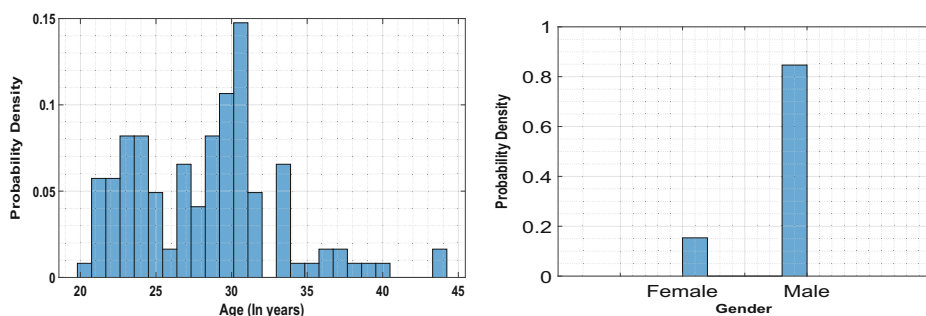 0.15
0.1
0.05
0
20 25 30 35 40 45
Probability Density
Age (In years)
1
0.8
0.6
0.4
0.2
0
Female Male
Probability Density
Gender